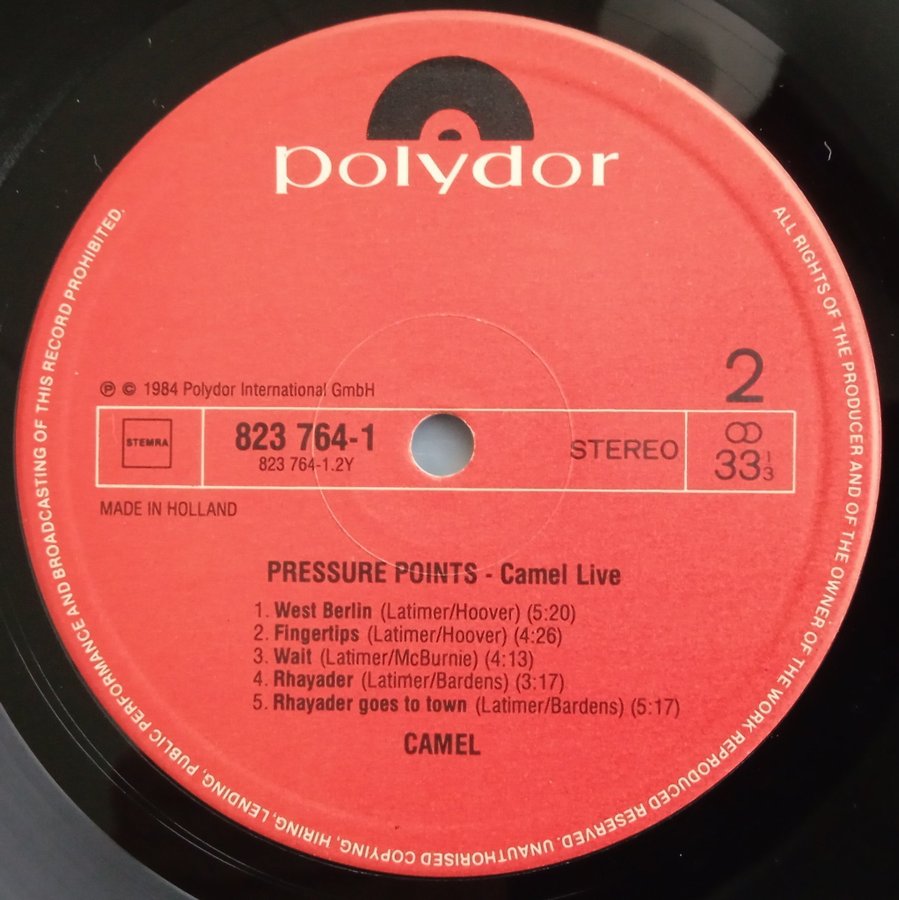 polydor
ALL RIGHTS OF THE PRODUCER AND OF THE OWNER OF THE WORK REPRODUCED RESERVED. UNAUTHORISED COPYING, HIRING, LENDING, PUBLIC PERFORMANCE AND BROADCASTING OF THIS RECORD PROHIBITED.
2
℗ © 1984 Polydor International GmbH
STEMRA
823 764-1
823 764-1.2Y
STEREO
33 1/3
MADE IN HOLLAND
PRESSURE POINTS - Camel Live
1. West Berlin (Latimer/Hoover) (5:20)
2. Fingertips (Latimer/Hoover) (4:26)
3. Wait (Latimer/McBurnie) (4:13)
4. Rhayader (Latimer/Bardens) (3:17)
5. Rhayader goes to town (Latimer/Bardens) (5:17)
CAMEL